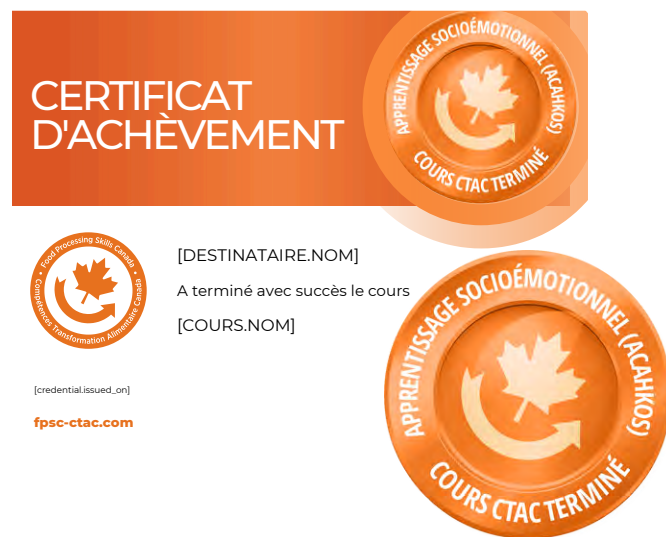 CERTIFICAT
D'ACHÈVEMENT
APPRENTISSAGE SOCIOÉMOTIONNEL (ACAHKOS)
COURS CTAC TERMINÉ
Food Processing Skills Canada
Compétences Transformation Alimentaire Canada
[DESTINATAIRE.NOM]
A terminé avec succès le cours
[COURS.NOM]
APPRENTISSAGE SOCIOÉMOTIONNEL (ACAHKOS)
COURS CTAC TERMINÉ
[credential.issued_on]
fpsc-ctac.com